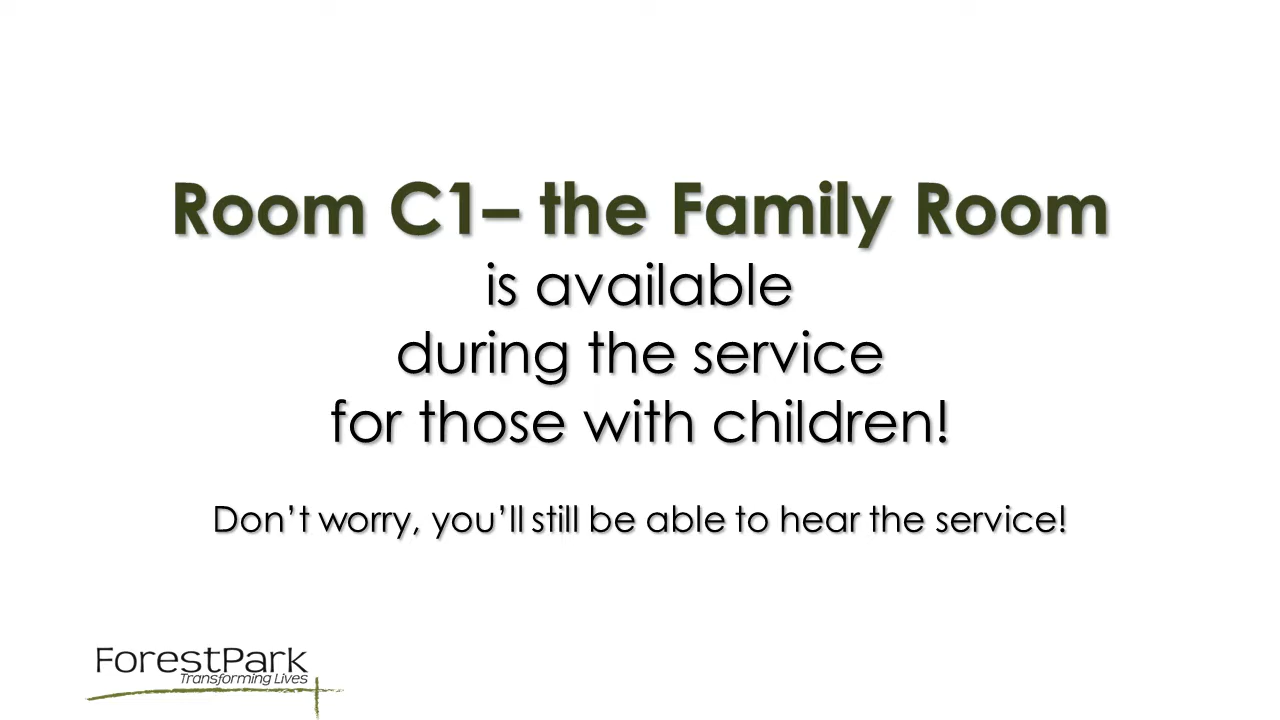 Room C1– the Family Room
is available
during the service
for those with children!
Don’t worry, you’ll still be able to hear the service!
ForestPark
Transforming Lives